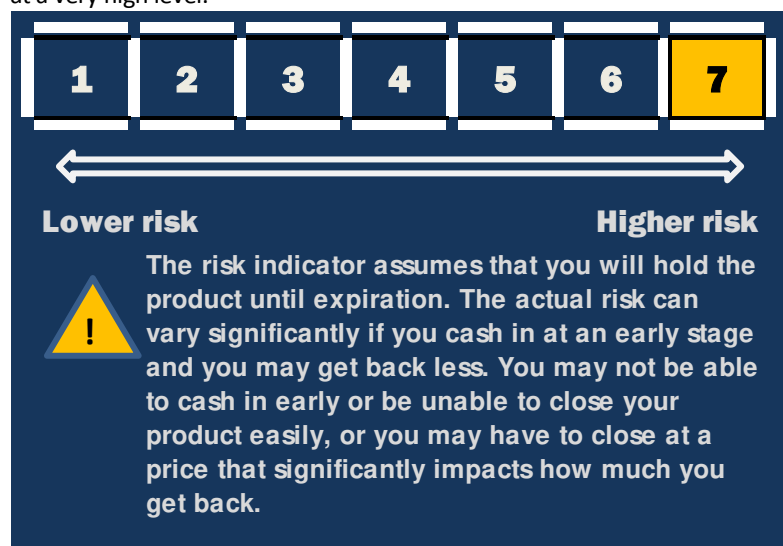 at a very high level.
1 2 3 4 5 6 7
Lower risk Higher risk
The risk indicator assumes that you will hold the
product until expiration. The actual risk can
! vary significantly if you cash in at an early stage
and you may get back less. You may not be able
to cash in early or be unable to close your
product easily, or you may have to close at a
price that significantly impacts how much you
get back.